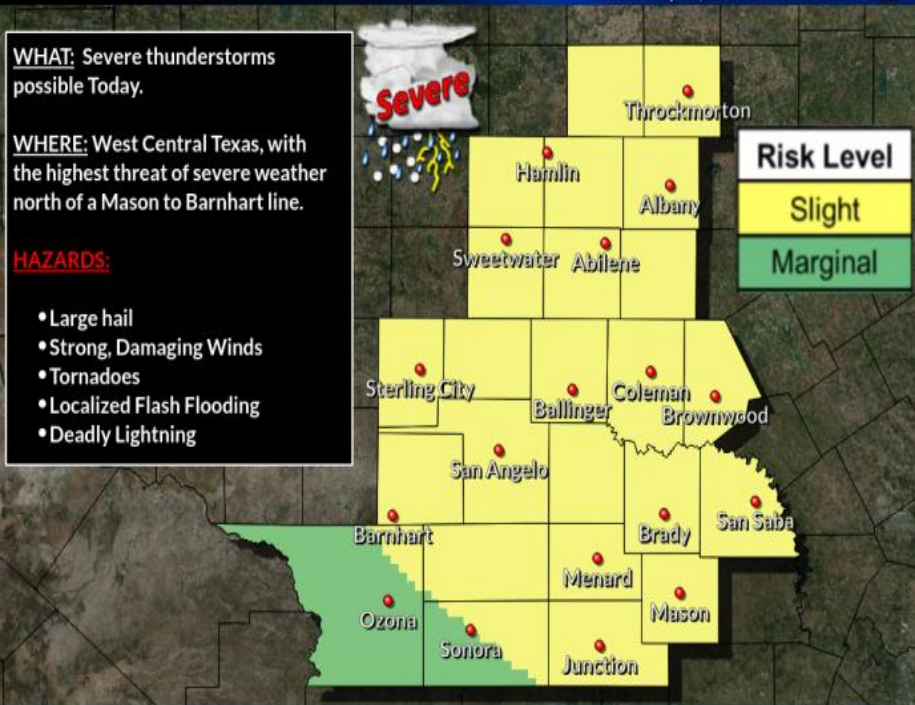 WHAT: Severe thunderstorms
possible Today.
WHERE: West Central Texas, with
the highest threat of severe weather
north of a Mason to Barnhart line.
HAZARDS:
•Large hail
•Strong, Damaging Winds
•Tornadoes
•Localized Flash Flooding
•Deadly Lightning
Severe
Throckmorton
Hamlin
Albany
Sweetwater
Abilene
Sterling City
Ballinger
Coleman
Brownwood
San Angelo
Barnhart
Brady
San Saba
Menard
Mason
Ozona
Sonora
Junction
Risk Level
Slight
Marginal